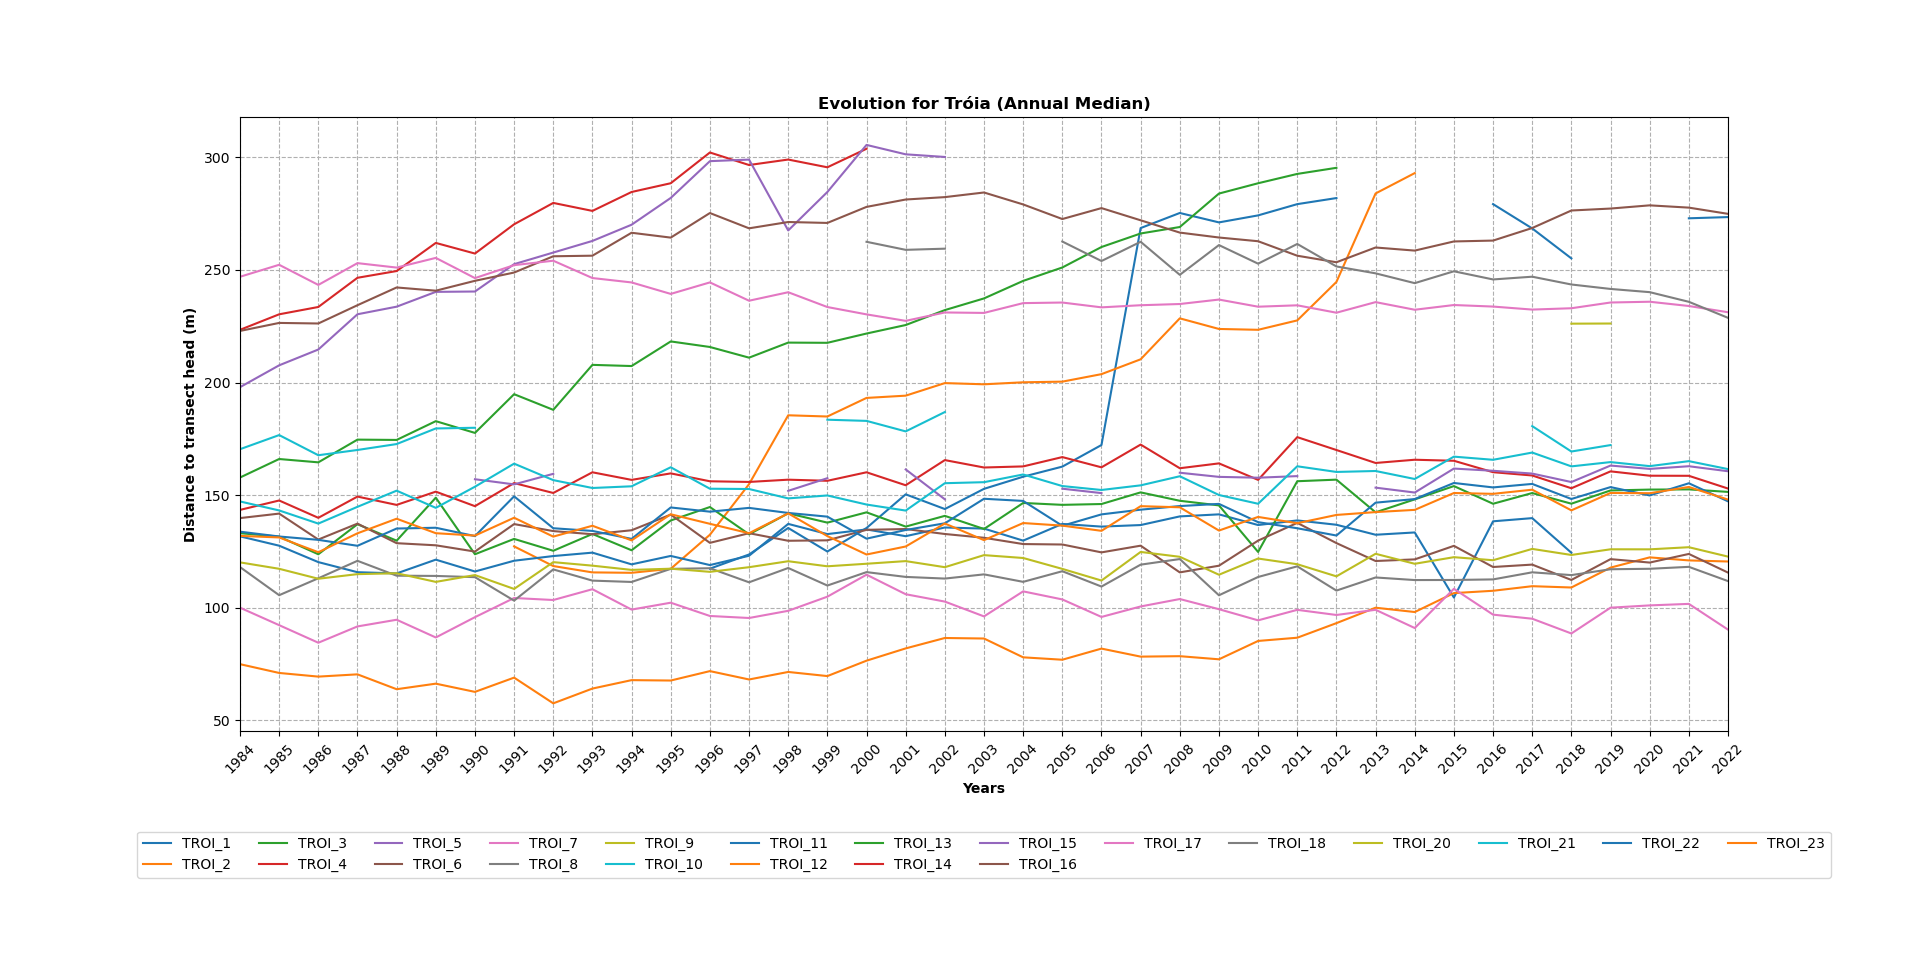 Evolution for Tróia (Annual Median)
Distance to transect head (m)
300
250
200
150
100
50
1984 1985 1986 1987 1988 1989 1990 1991 1992 1993 1994 1995 1996 1997 1998 1999 2000 2001 2002 2003 2004 2005 2006 2007 2008 2009 2010 2011 2012 2013 2014 2015 2016 2017 2018 2019 2020 2021 2022
Years
TROI_1 TROI_3 TROI_5 TROI_7 TROI_9 TROI_11 TROI_13 TROI_15 TROI_17 TROI_18 TROI_20 TROI_21 TROI_22 TROI_23
TROI_2 TROI_4 TROI_6 TROI_8 TROI_10 TROI_12 TROI_14 TROI_16